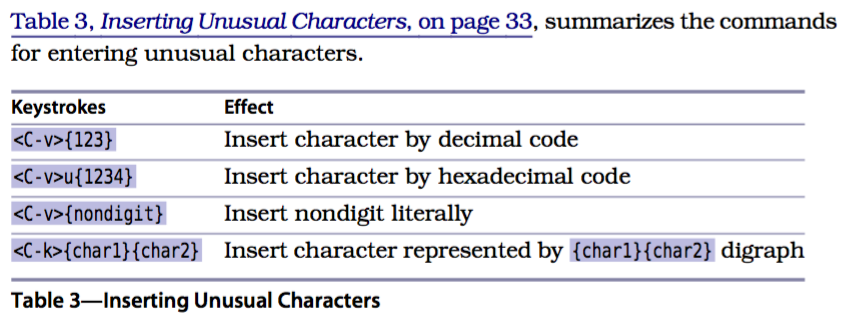 Table 3, Inserting Unusual Characters, on page 33, summarizes the commands
for entering unusual characters.
Keystrokes Effect
<C-v>{123} Insert character by decimal code
<C-v>u{1234} Insert character by hexadecimal code
<C-v>{nondigit} Insert nondigit literally
<C-k>{char1}{char2} Insert character represented by {char1}{char2} digraph
Table 3—Inserting Unusual Characters